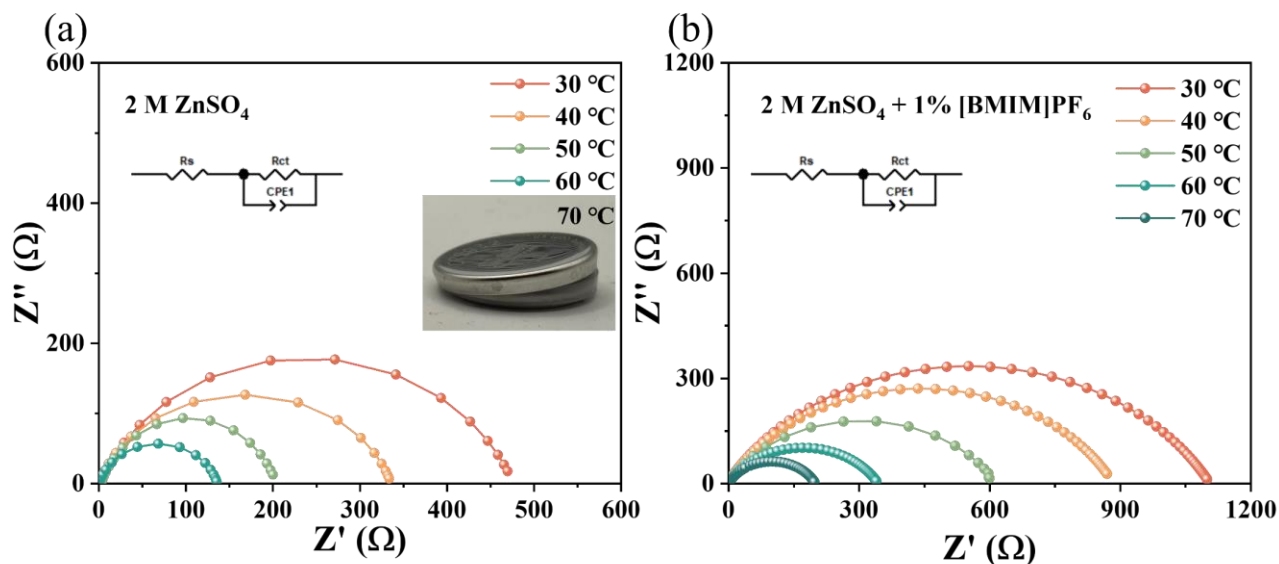 (a)
600
400
200
0
0 100 200 300 400 500 600
Z'' (Ω)
Z' (Ω)
2 M ZnSO₄
30 °C
40 °C
50 °C
60 °C
70 °C
Rs
Rct
CPE1
(b)
1200
900
600
300
0
0 300 600 900 1200
Z'' (Ω)
Z' (Ω)
2 M ZnSO₄ + 1% [BMIM]PF₆
30 °C
40 °C
50 °C
60 °C
70 °C
Rs
Rct
CPE1